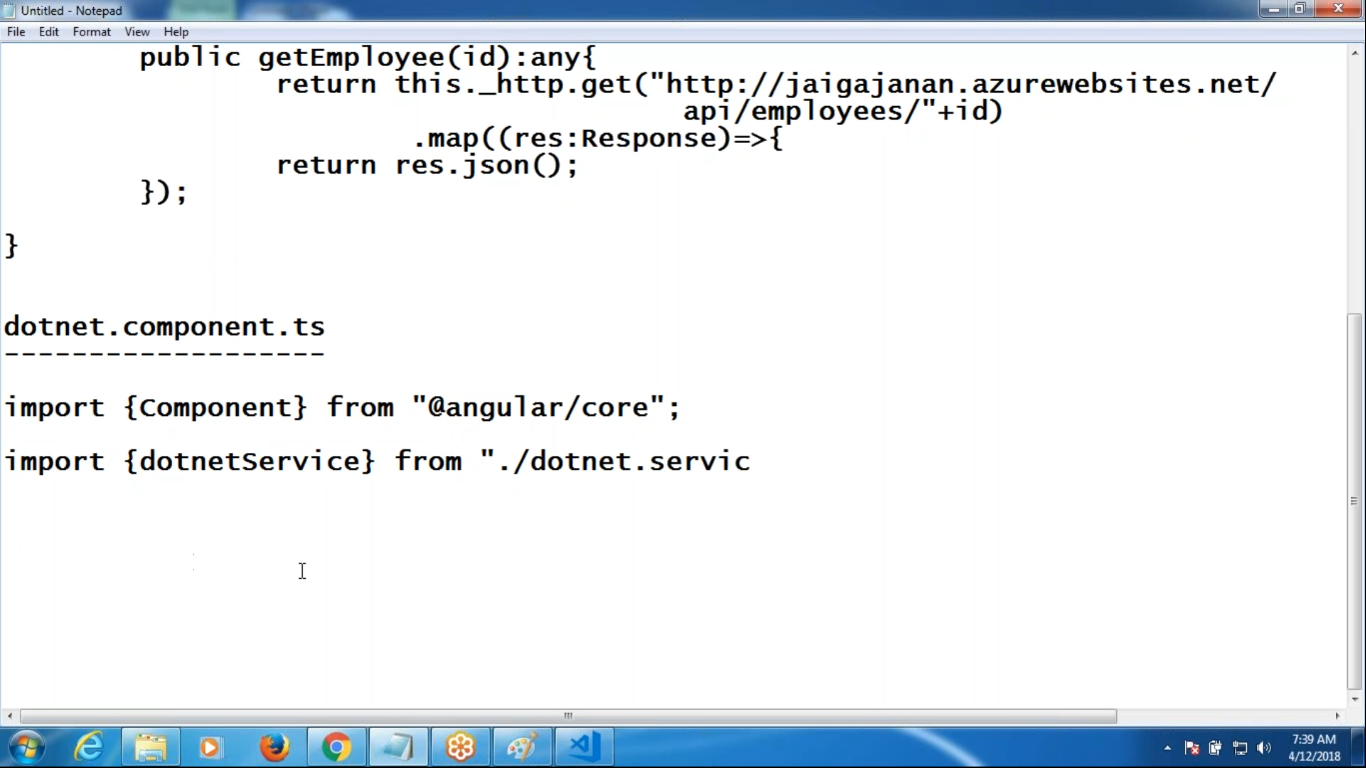 Untitled - Notepad
File Edit Format View Help
public getEmployee(id):any{
return this._http.get("http://jaigajanan.azurewebsites.net/
api/employees/"+id)
.map((res:Response)=>{
return res.json();
});
}
dotnet.component.ts
-------------------
import {Component} from "@angular/core";
import {dotnetService} from "./dotnet.servic
7:39 AM
4/12/2018